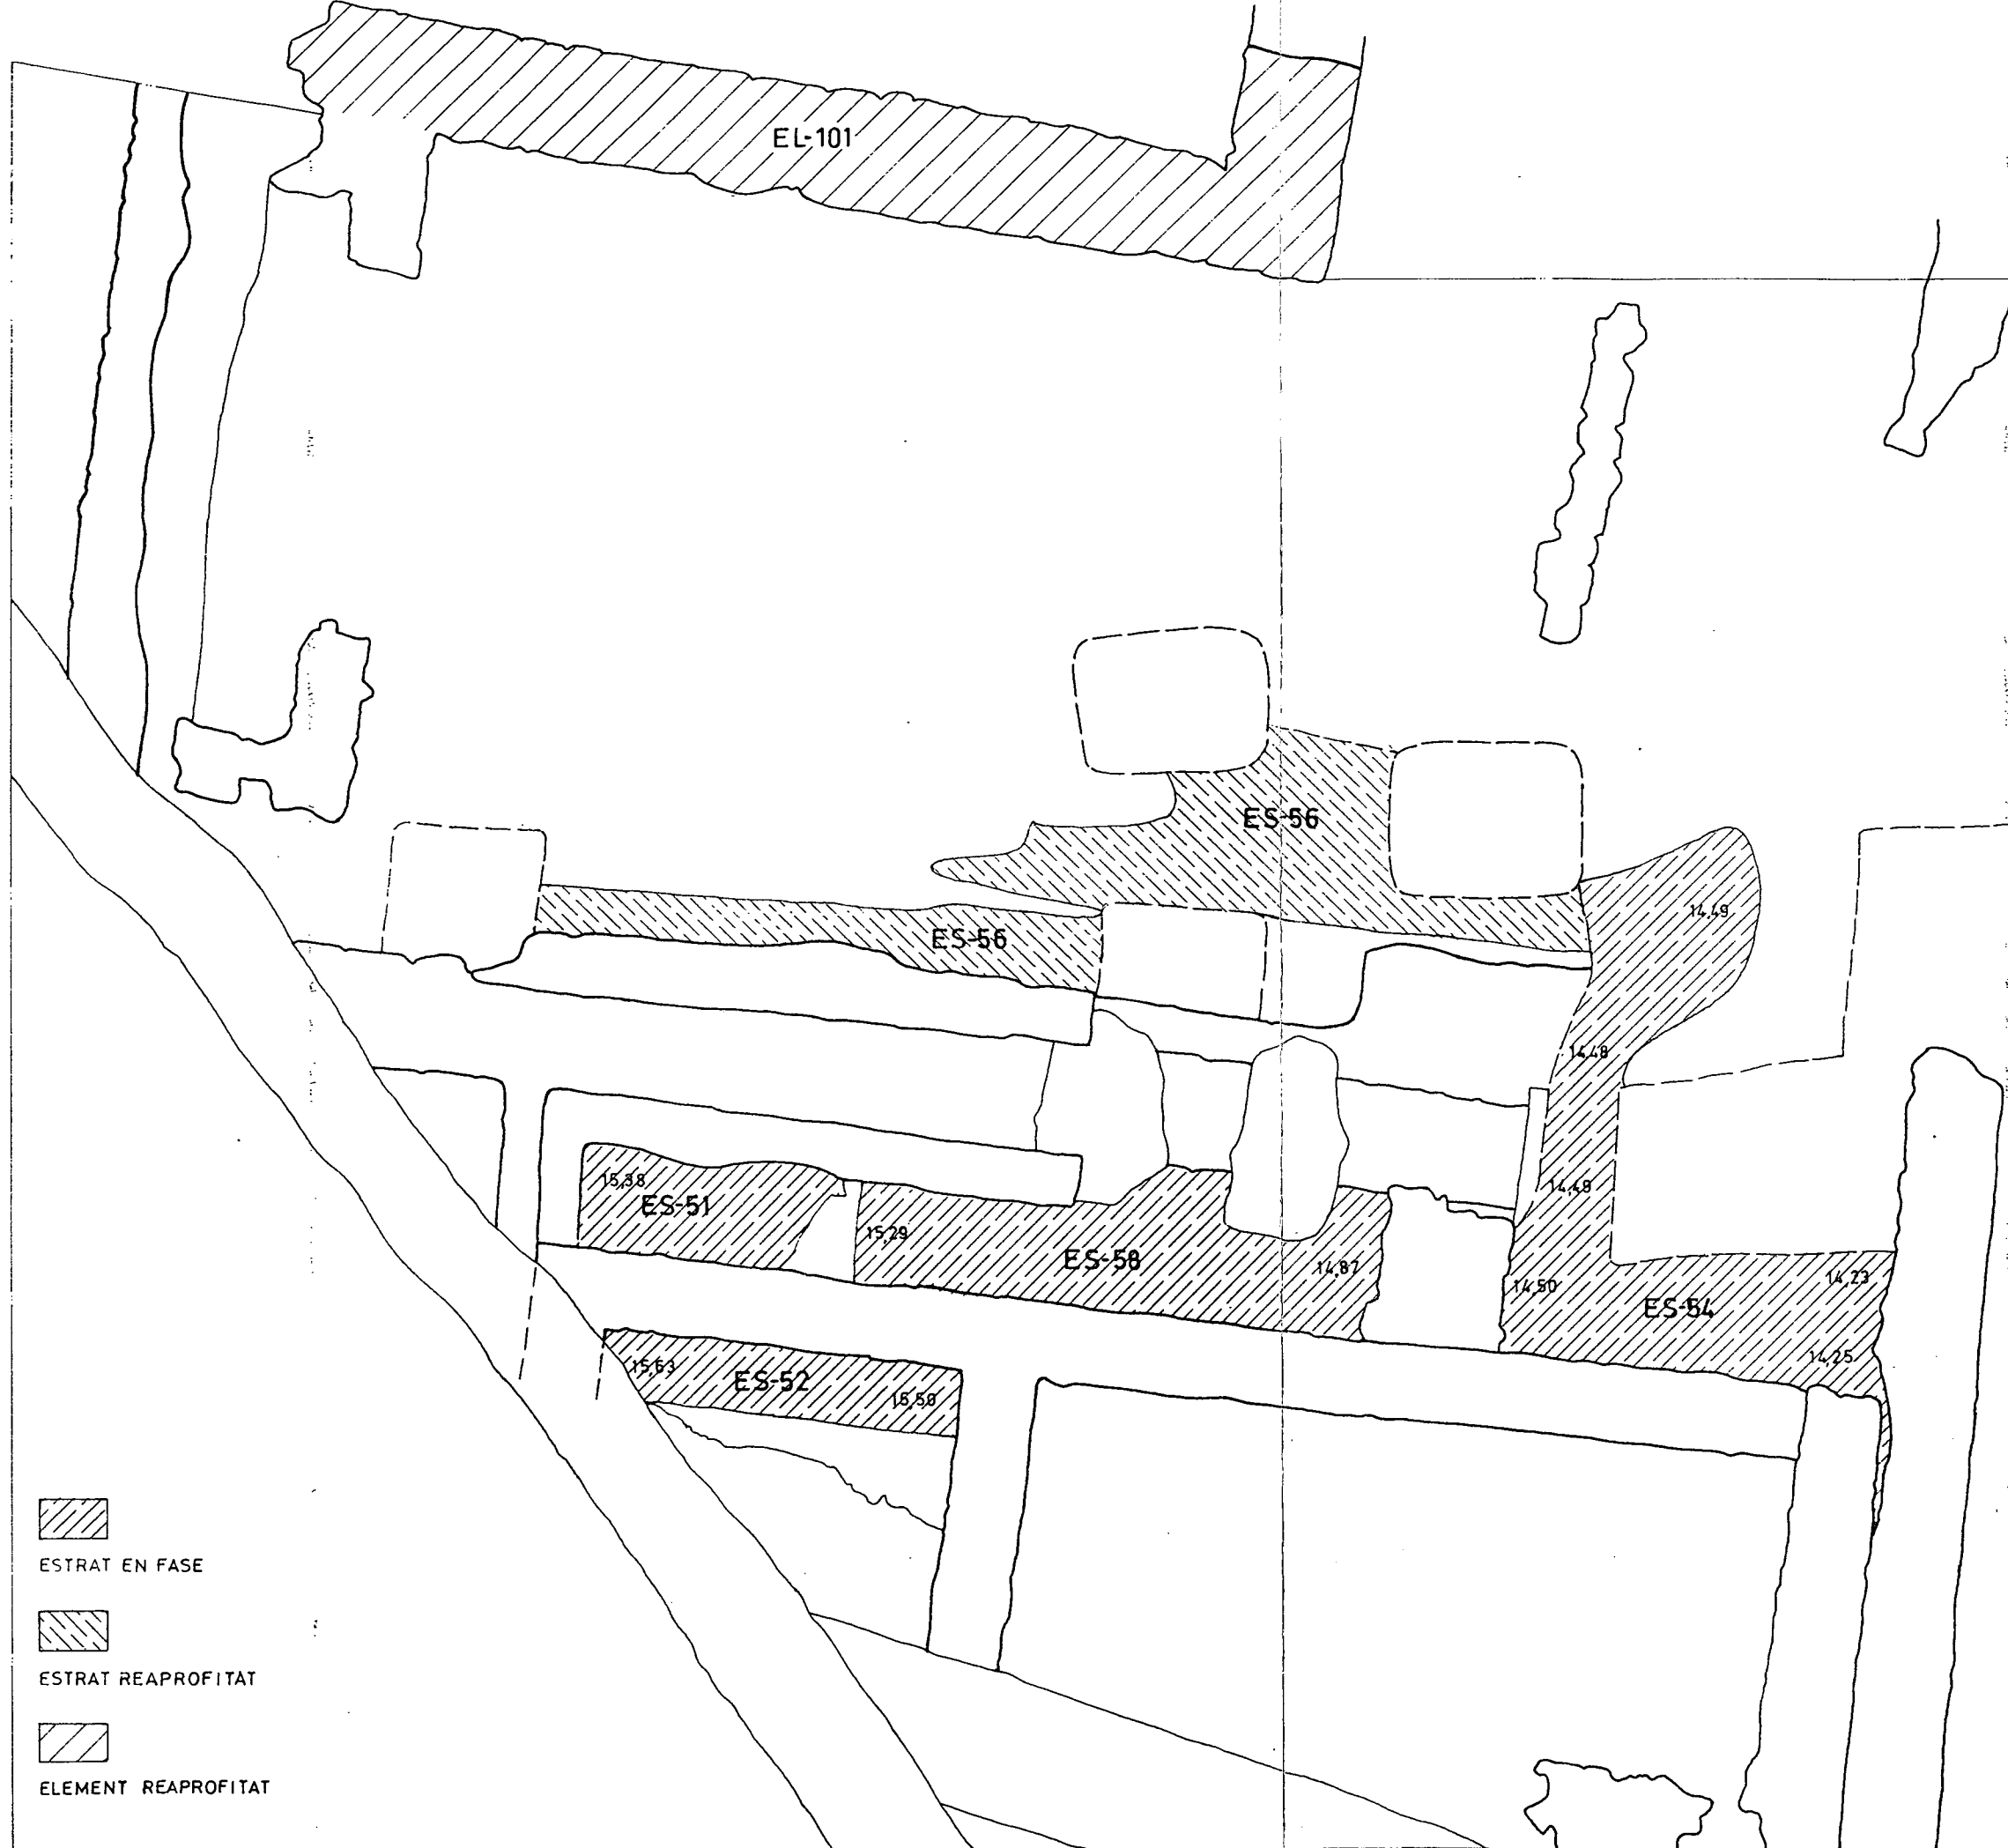 EL-101
ES-56
14,49
ES-56
14,48
15,38
14,49
ES-51
15,29
ES-58
14,87
14,23
14,50
ES-54
14,25
15,63
ES-52
15,50
ESTRAT EN FASE
ESTRAT REAPROFITAT
ELEMENT REAPROFITAT